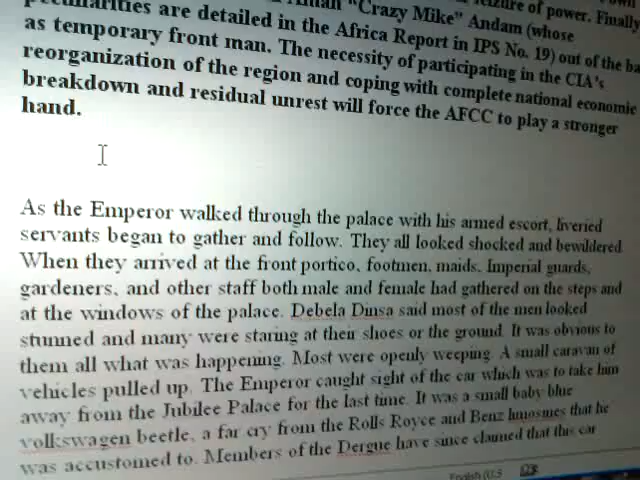 seizure of power. Finally
peculiarities are detailed in the Africa Report in IPS No. 19) out of the
"Crazy Mike" Andam (whose
as temporary front man. The necessity of participating in the CIA's
reorganization of the region and coping with complete national economic
breakdown and residual unrest will force the AFCC to play a stronger
hand.
As the Emperor walked through the palace with his armed escort, liveried
servants began to gather and follow. They all looked shocked and bewildered
When they arrived at the front portico, footmen, maids, Imperial guards,
gardeners, and other staff both male and female had gathered on the steps and
at the windows of the palace. Debela Dinsa said most of the men looked
stunned and many were staring at their shoes or the ground. It was obvious to
them all what was happening. Most were openly weeping. A small caravan of
vehicles pulled up. The Emperor caught sight of the car which was to take him
away from the Jubilee Palace for the last time. It was a small baby blue
volkswagen beetle, a far cry from the Rolls Royce and Benz limosines that he
was accustomed to. Members of the Dergue have since claimed that this car
English (U.S